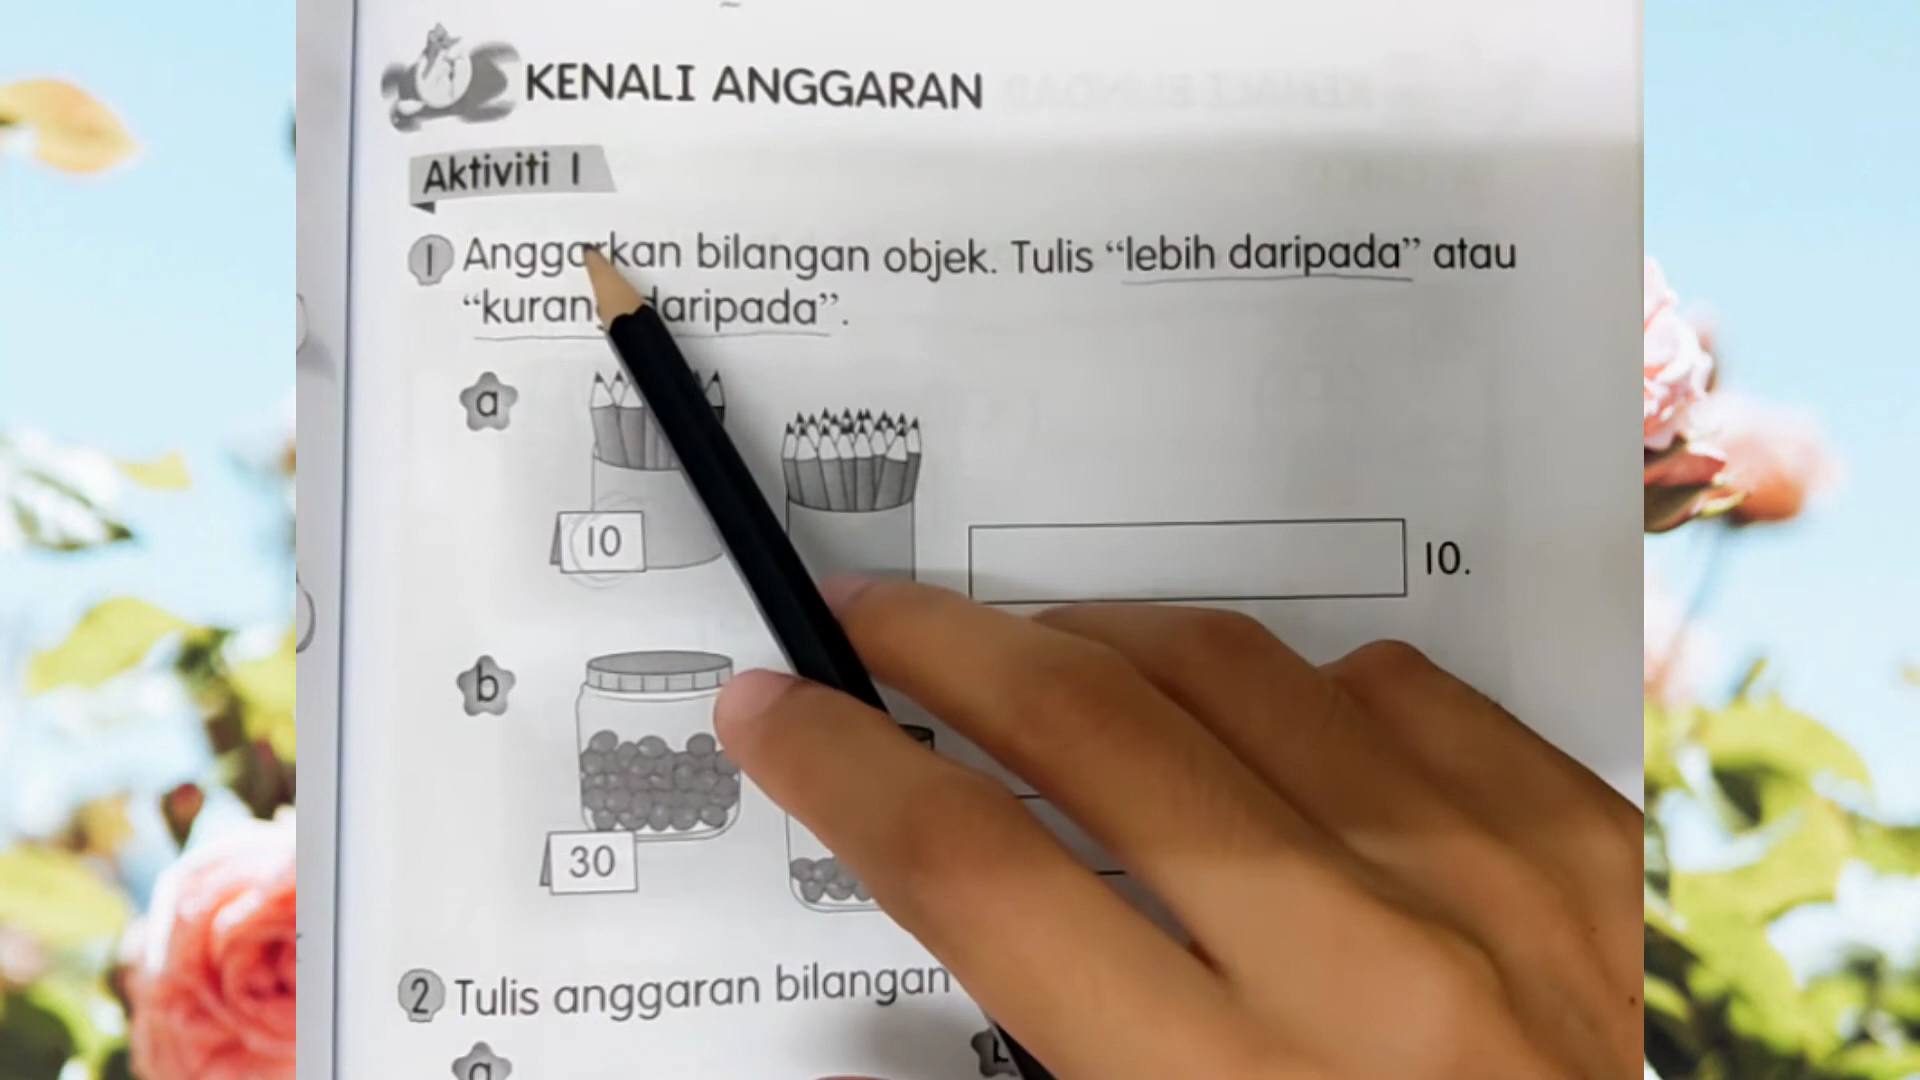 KENALI ANGGARAN
Aktiviti 1
1 Anggarkan bilangan objek. Tulis “lebih daripada” atau
“kurang daripada”.
a
10
10.
b
30
2 Tulis anggaran bilangan
a